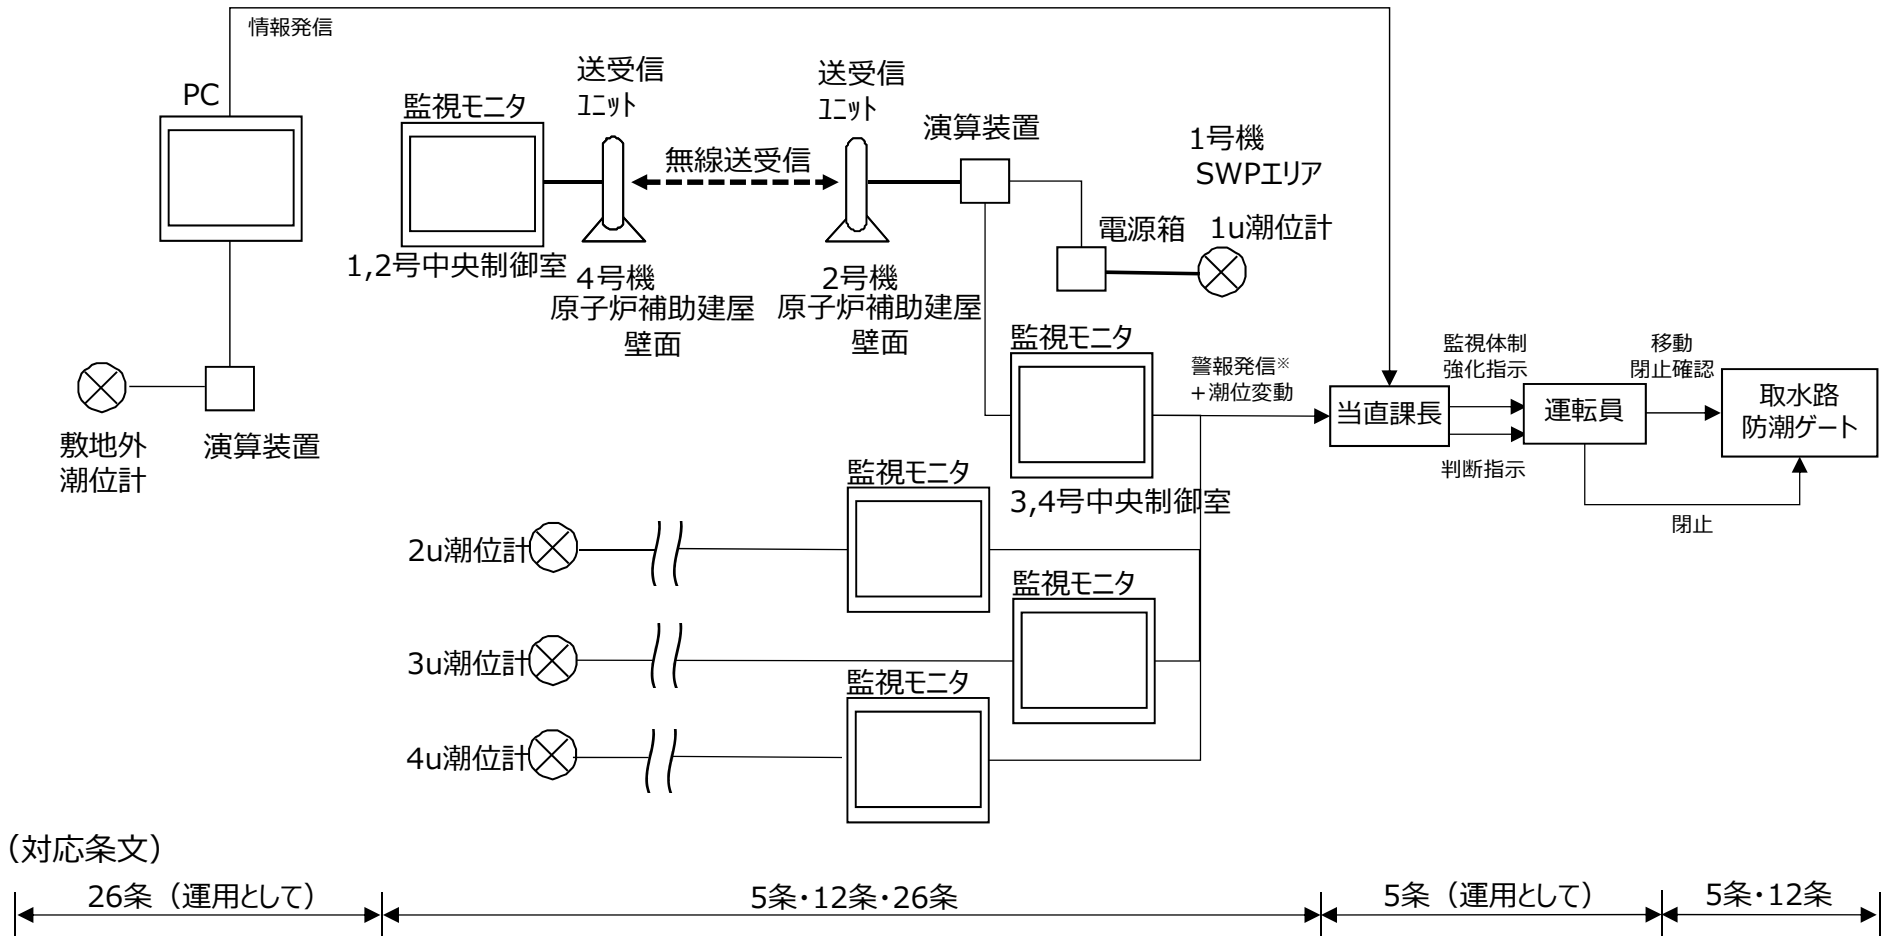 情報発信
PC
監視モニタ
送受信
ﾕﾆｯﾄ
無線送受信
送受信
ﾕﾆｯﾄ
演算装置
1号機
SWPエリア
電源箱
1u潮位計
1,2号中央制御室
4号機
原子炉補助建屋
壁面
2号機
原子炉補助建屋
壁面
監視モニタ
3,4号中央制御室
警報発信※
+潮位変動
当直課長
監視体制
強化指示
判断指示
運転員
移動
閉止確認
取水路
防潮ゲート
閉止
敷地外
潮位計
演算装置
2u潮位計
監視モニタ
3u潮位計
監視モニタ
4u潮位計
監視モニタ
(対応条文)
26条(運用として)
5条・12条・26条
5条(運用として)
5条・12条